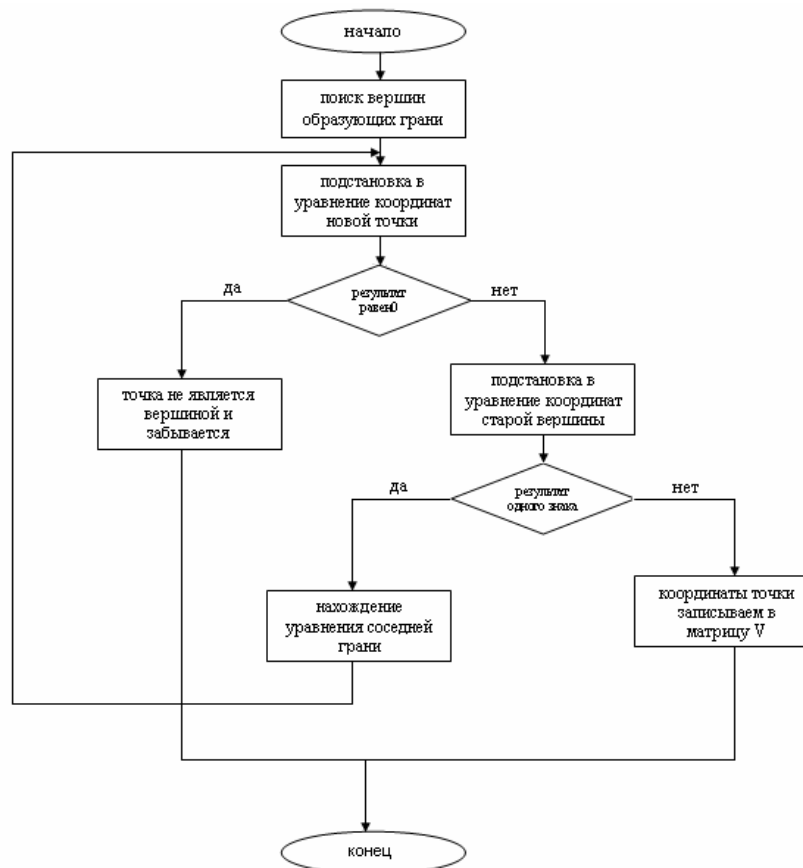 начало
поиск вершин
образующих грани
подстановка в
уравнение координат
новой точки
да
результат
равен0
нет
точка не является
вершиной и
забывается
подстановка в
уравнение координат
старой вершины
да
результат
одного знака
нет
нахождение
уравнения соседней
грани
координаты точки
записываем в
матрицу V
конец